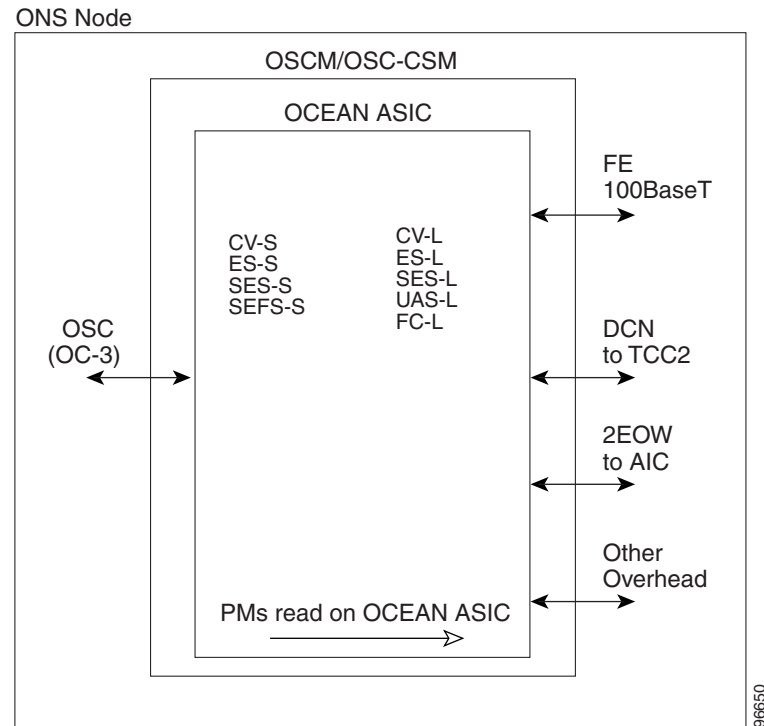 ONS Node
OSCM/OSC-CSM
OCEAN ASIC
FE
100BaseT
CV-S
ES-S
SES-S
SEFS-S
CV-L
ES-L
SES-L
UAS-L
FC-L
OSC
(OC-3)
DCN
to TCC2
2EOW
to AIC
Other
Overhead
PMs read on OCEAN ASIC
96650